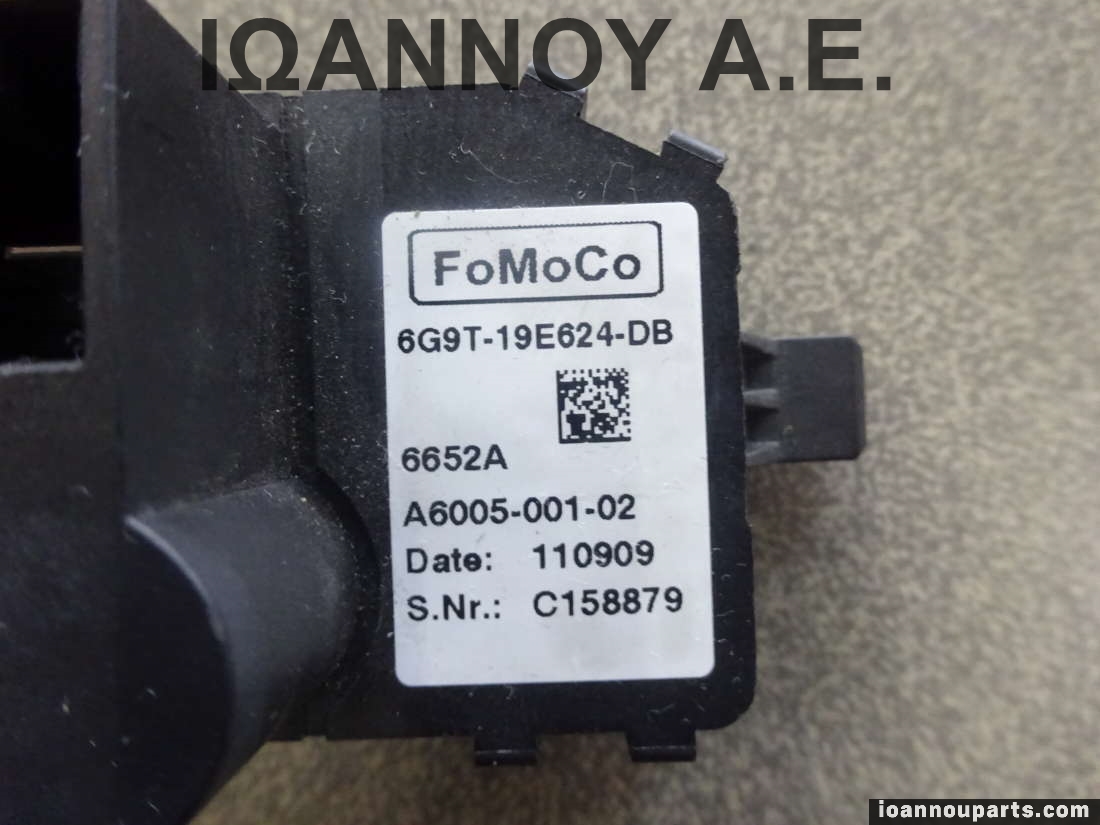 ΙΩΑΝΝΟΥ Α.Ε.
FoMoCo
6G9T-19E624-DB
6652A
A6005-001-02
Date: 110909
S.Nr.: C158879
ioannouparts.com